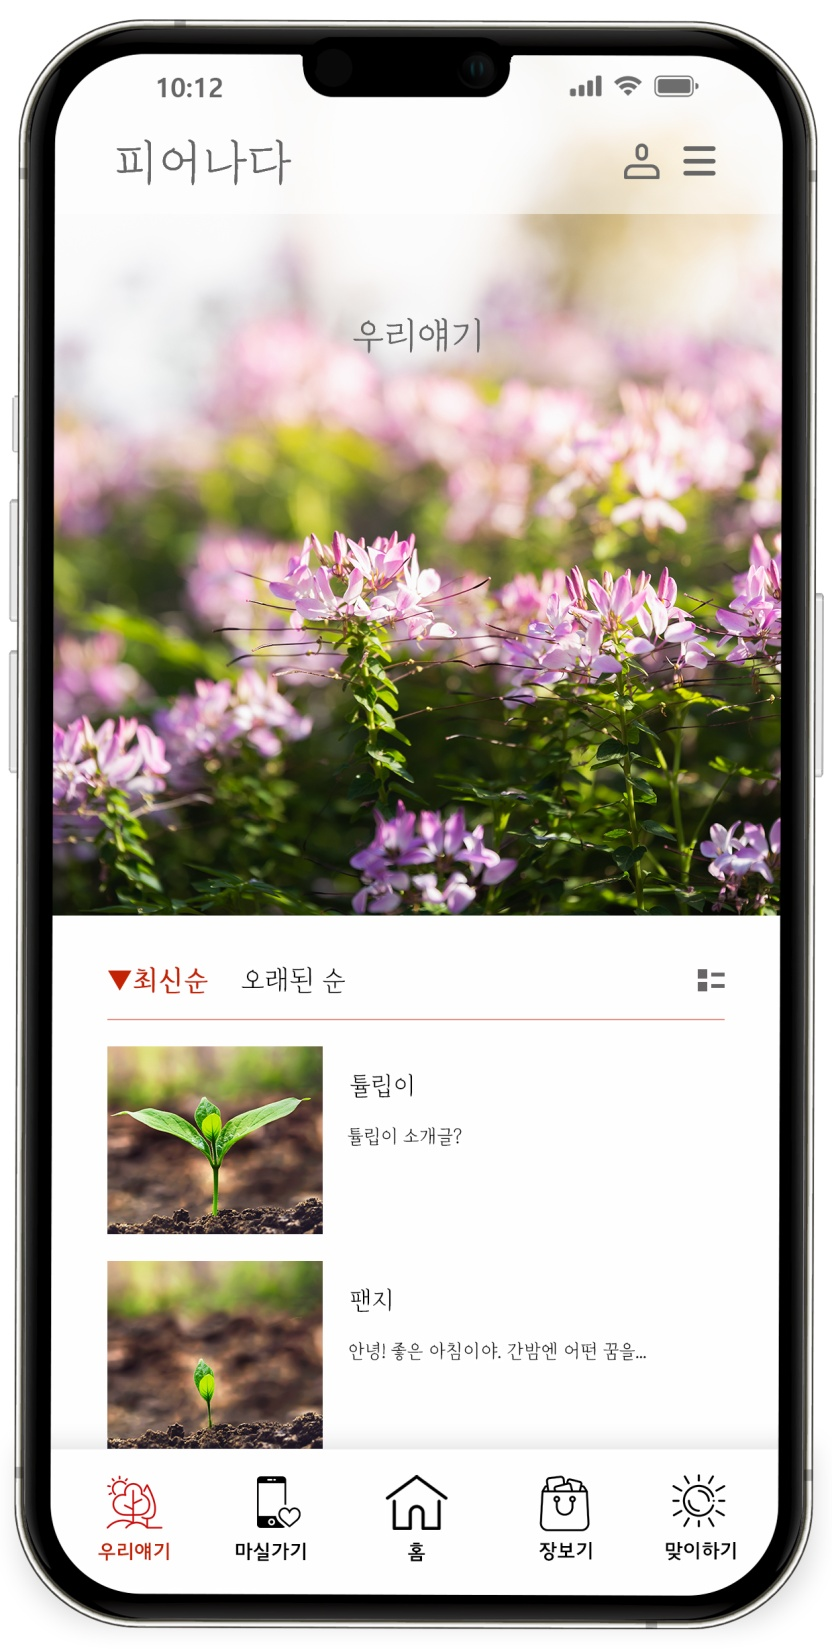 10:12
피어나다
우리얘기
▼최신순 오래된 순
튤립이
튤립이 소개글?
팬지
안녕! 좋은 아침이야. 간밤엔 어떤 꿈을...
우리얘기 마실가기 홈 장보기 맞이하기